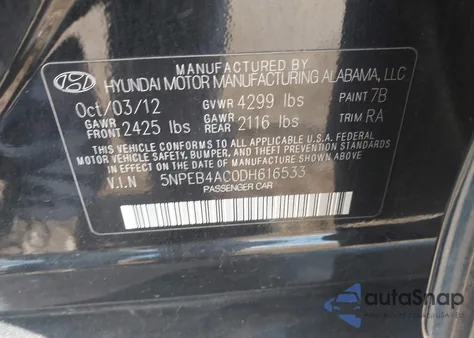 MANUFACTURED BY
HYUNDAI MOTOR MANUFACTURING ALABAMA, LLC
Oct/03/12 GVWR 4299 lbs PAINT 7B
GAWR FRONT 2425 lbs GAWR REAR 2116 lbs TRIM RA
THIS VEHICLE CONFORMS TO ALL APPLICABLE U.S.A. FEDERAL
MOTOR VEHICLE SAFETY, BUMPER, AND THEFT PREVENTION
STANDARDS IN EFFECT ON THE DATE OF MANUFACTURE SHOWN ABOVE.
V.I.N 5NPEB4AC0DH616533
PASSENGER CAR
autoSnap